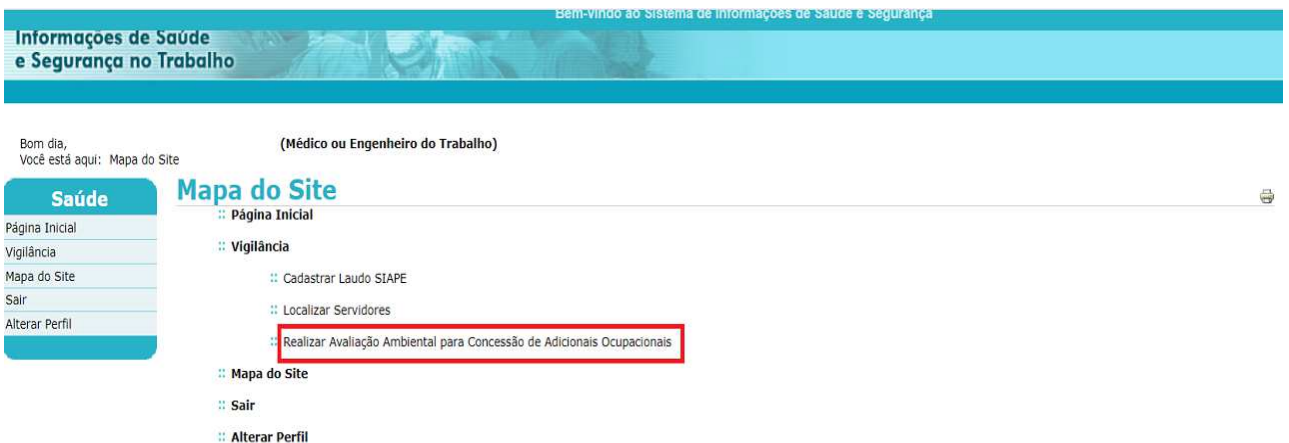 Bem-vindo ao Sistema de Informações de Saúde e Segurança
Informações de Saúde
e Segurança no Trabalho
Bom dia,
(Médico ou Engenheiro do Trabalho)
Você está aqui: Mapa do Site
Saúde
Página Inicial
Vigilância
Mapa do Site
Sair
Alterar Perfil
Mapa do Site
:: Página Inicial
:: Vigilância
:: Cadastrar Laudo SIAPE
:: Localizar Servidores
:: Realizar Avaliação Ambiental para Concessão de Adicionais Ocupacionais
:: Mapa do Site
:: Sair
:: Alterar Perfil